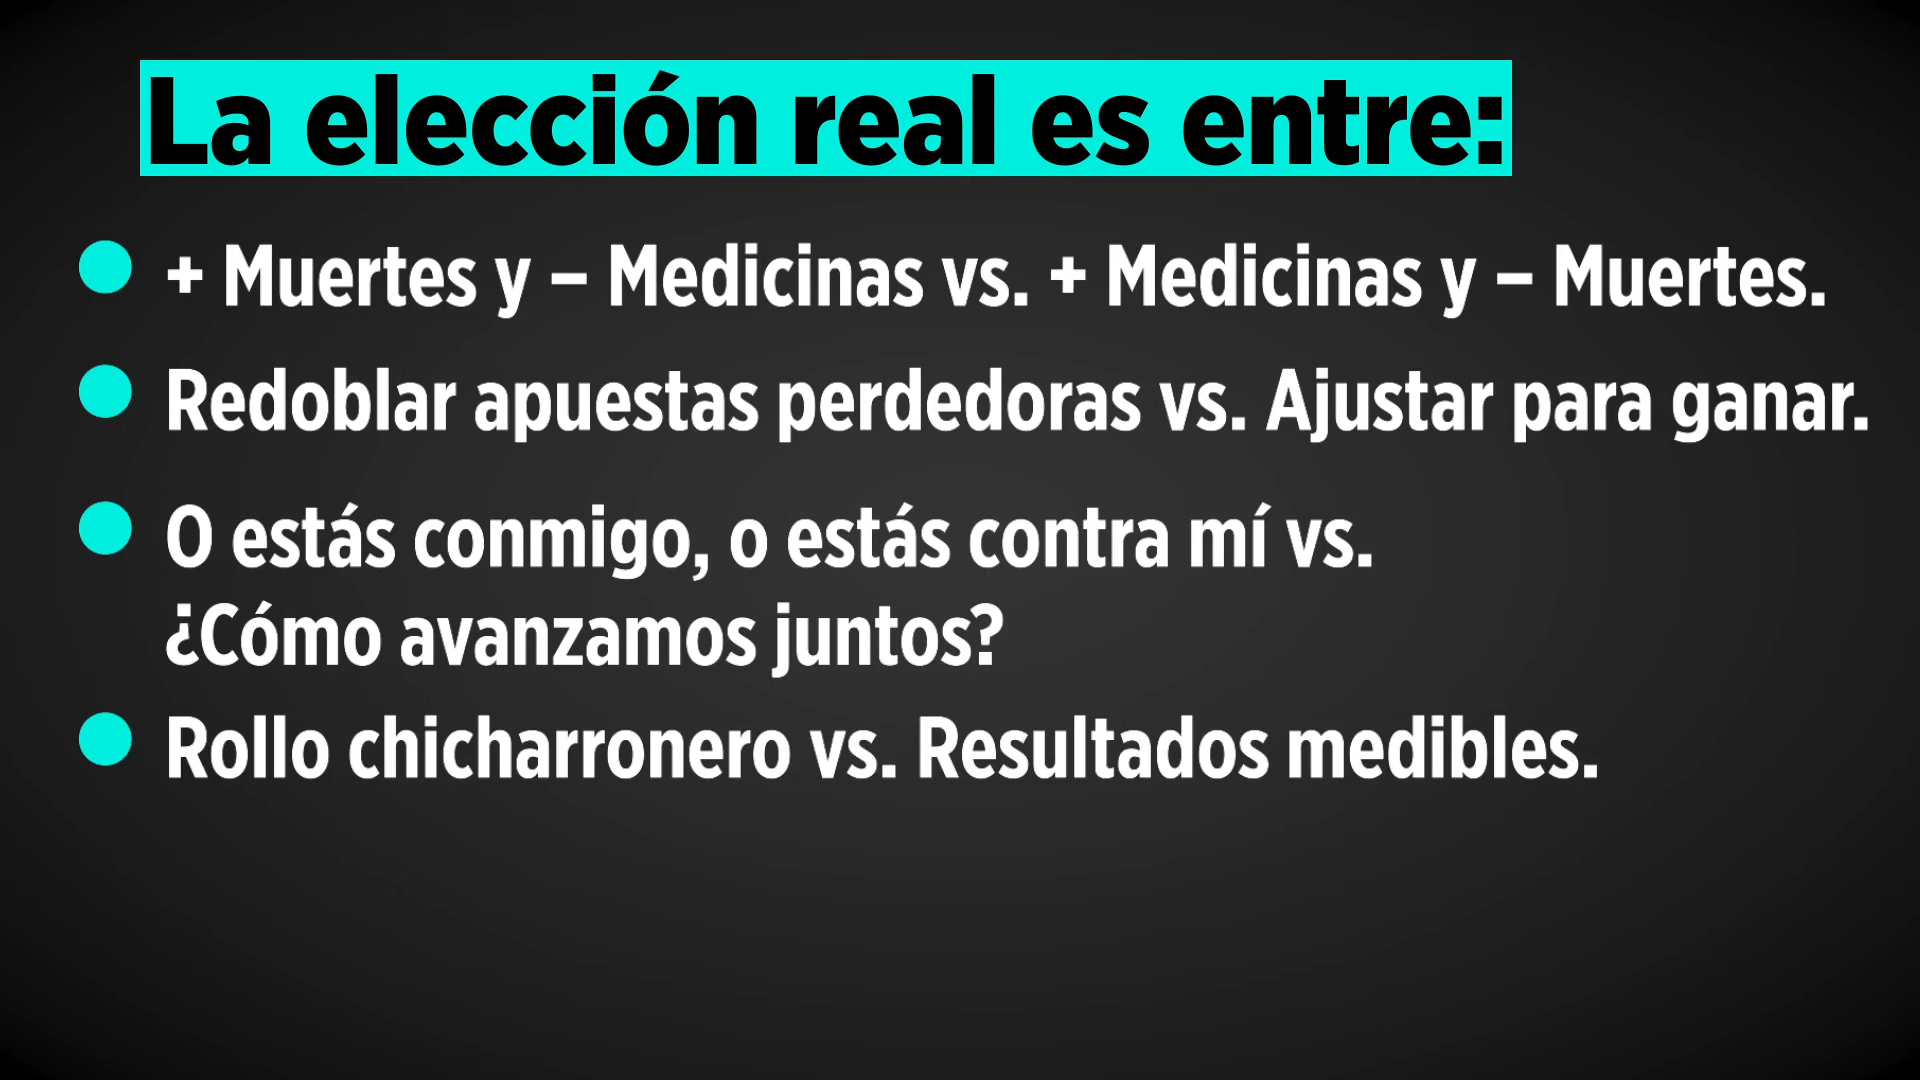 La elección real es entre:
+ Muertes y – Medicinas vs. + Medicinas y – Muertes.
Redoblar apuestas perdedoras vs. Ajustar para ganar.
O estás conmigo, o estás contra mí vs.
¿Cómo avanzamos juntos?
Rollo chicharronero vs. Resultados medibles.